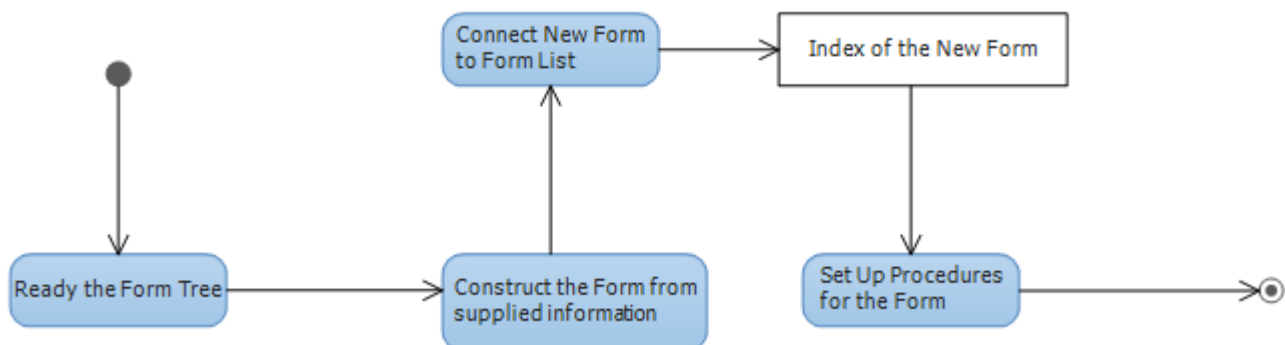 Connect New Form
to Form List
Index of the New Form
Ready the Form Tree
Construct the Form from
supplied information
Set Up Procedures
for the Form